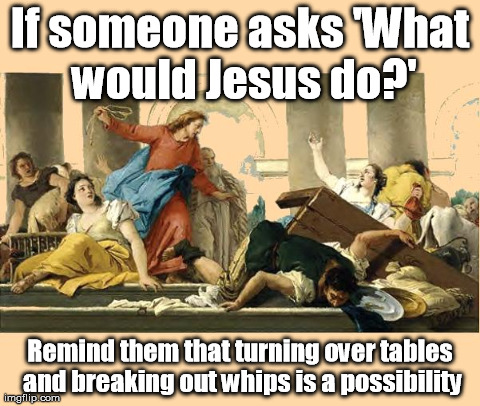 If someone asks 'What
would Jesus do?'
Remind them that turning over tables
and breaking out whips is a possibility
imgflip.com